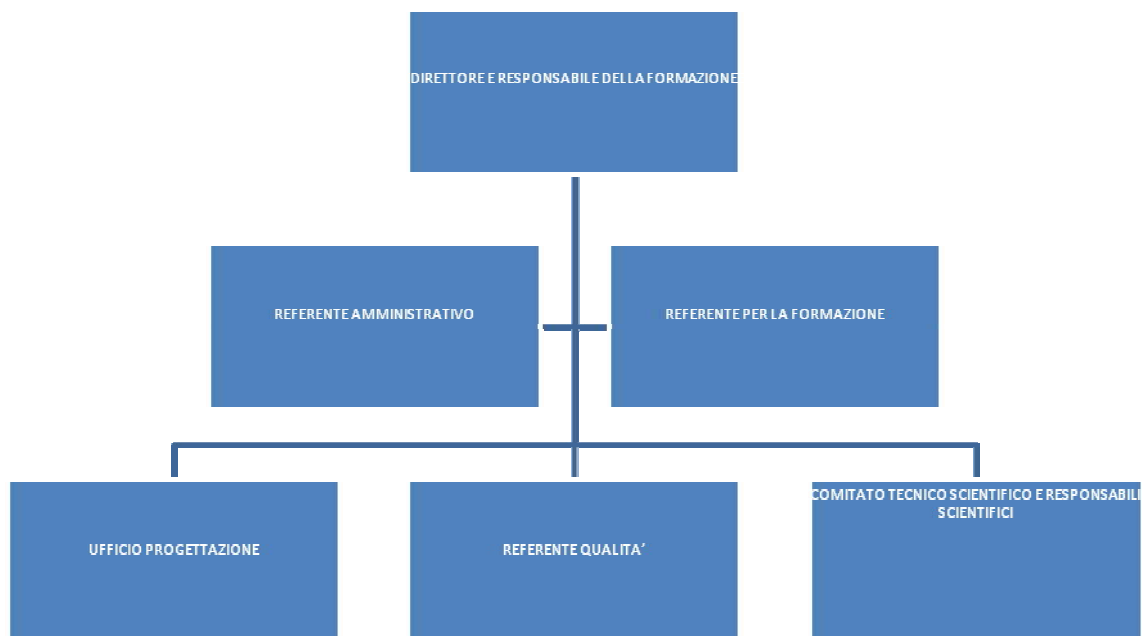 DIRETTORE E RESPONSABILE DELLA FORMAZIONE
REFERENTE AMMINISTRATIVO
REFERENTE PER LA FORMAZIONE
UFFICIO PROGETTAZIONE
REFERENTE QUALITA’
COMITATO TECNICO SCIENTIFICO E RESPONSABILI
SCIENTIFICI